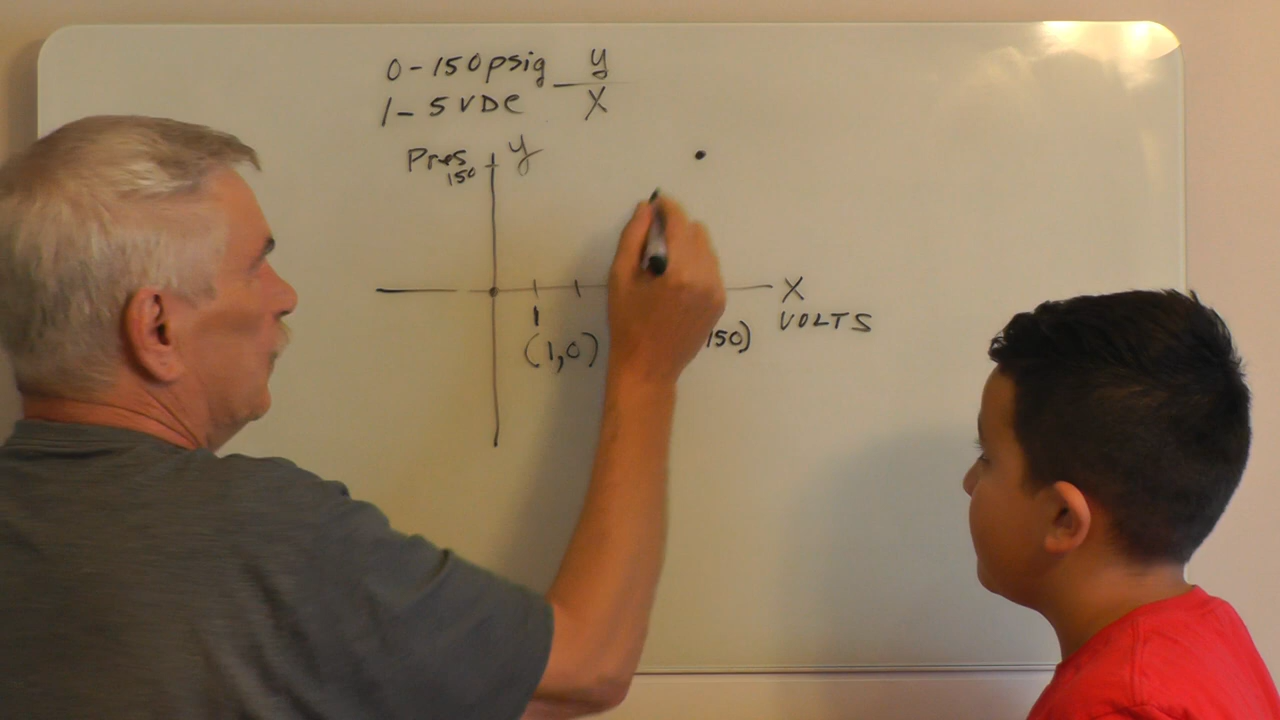 0-150psig y
1-5VDC X
Pres y
150
X
1
VOLTS
(1,0) 150)